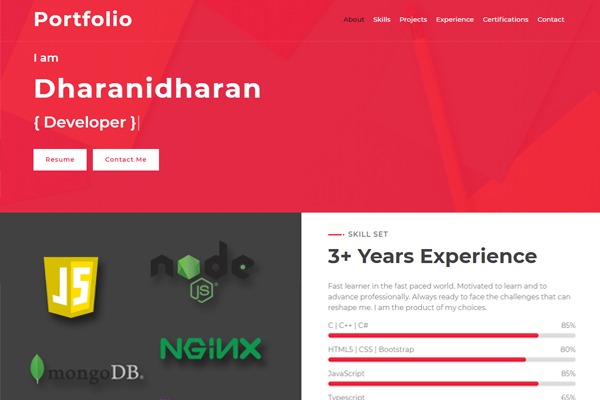 Portfolio
About Skills Projects Experience Certifications Contact
I am
Dharanidharan
{ Developer }|
Resume Contact Me
JS
node
JS
NGINX
mongoDB®
SKILL SET
3+ Years Experience
Fast learner in the fast paced world. Motivated to learn and to
advance professionally. Always ready to face the challenges that can
reshape me. I am the product of my choices.
C | C++ | C# 85%
HTML5 | CSS | Bootstrap 80%
JavaScript 85%
Typescript 65%